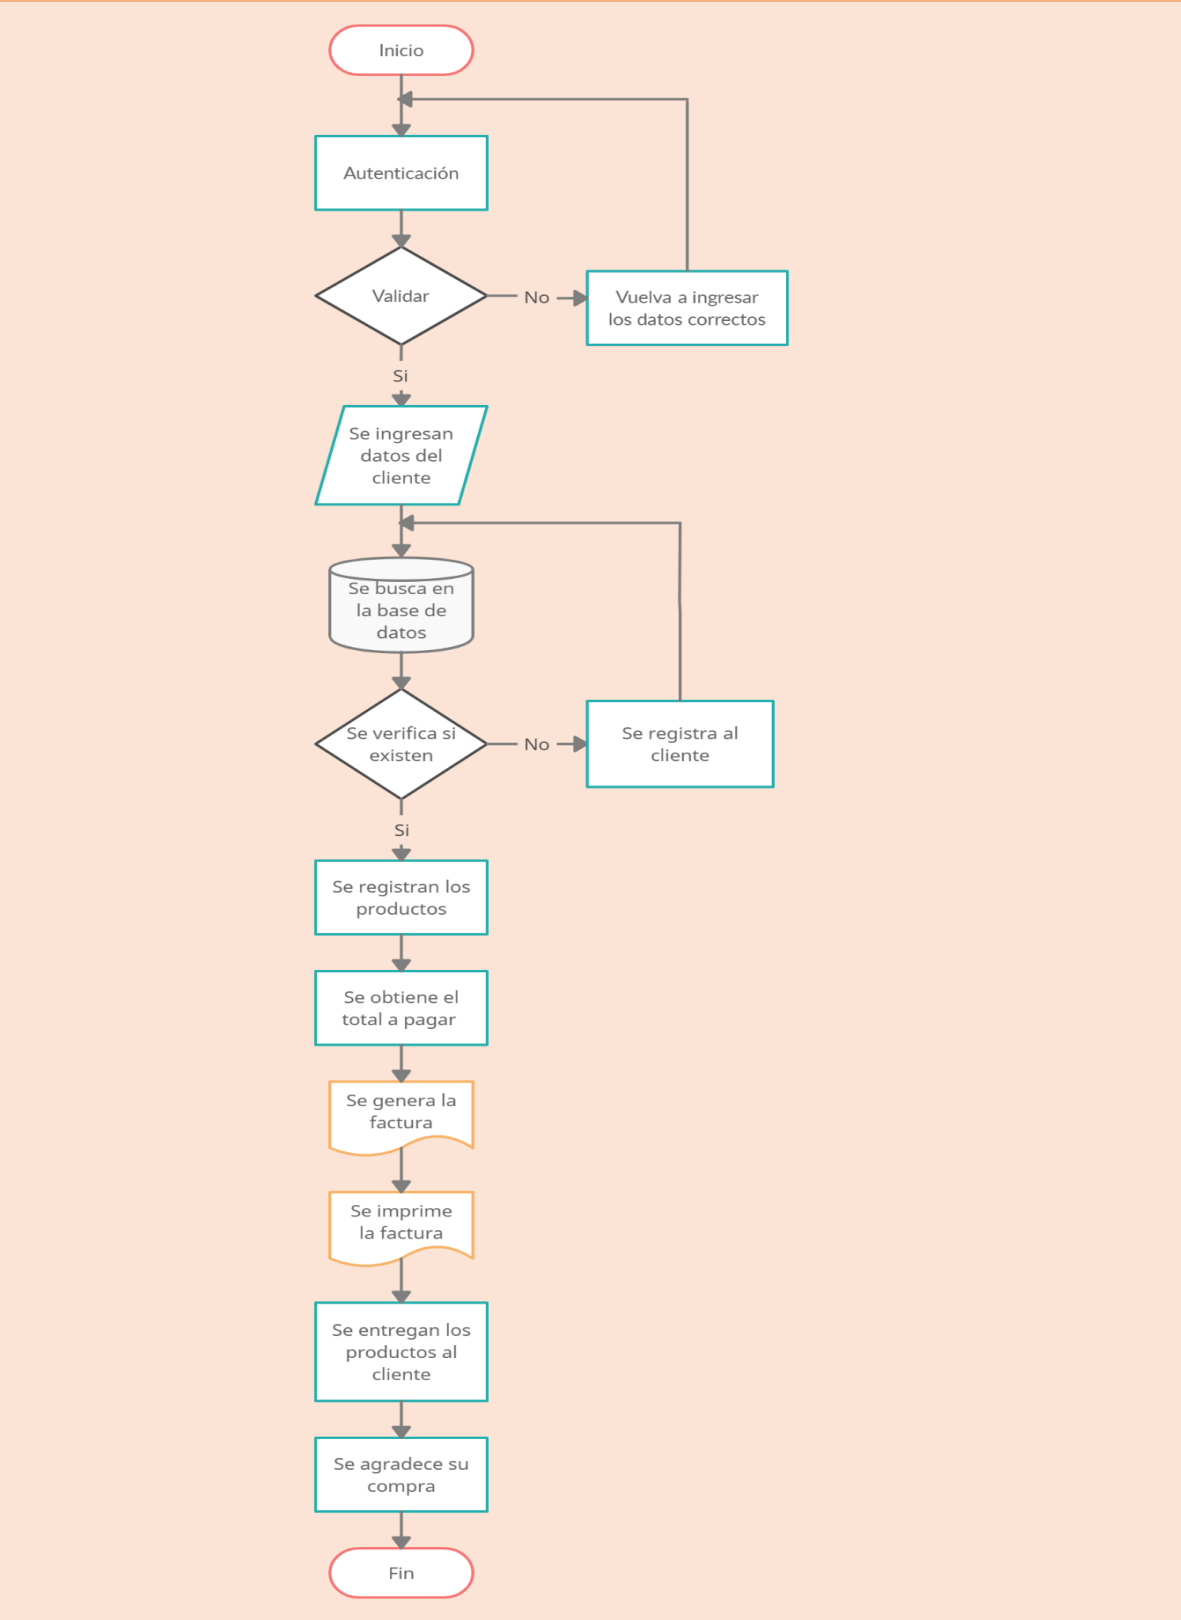 Inicio
Autenticación
Validar
No
Vuelva a ingresar
los datos correctos
Si
Se ingresan
datos del
cliente
Se busca en
la base de
datos
Se verifica si
existen
No
Se registra al
cliente
Si
Se registran los
productos
Se obtiene el
total a pagar
Se genera la
factura
Se imprime
la factura
Se entregan los
productos al
cliente
Se agradece su
compra
Fin